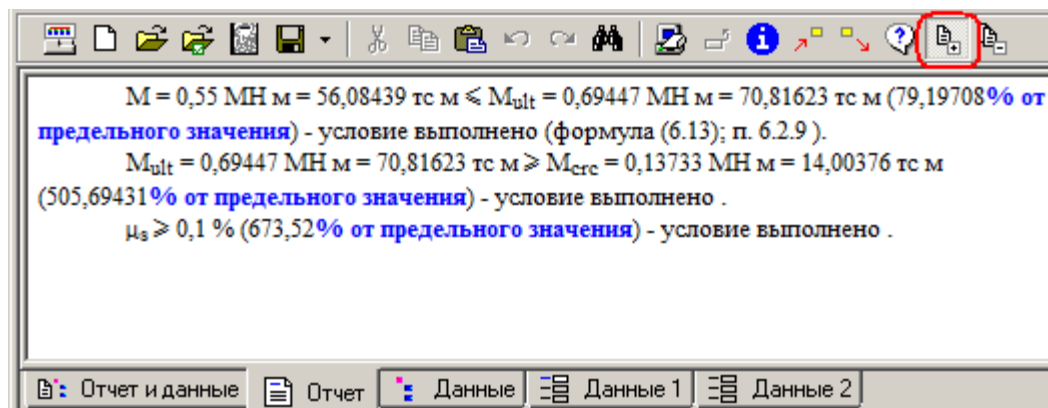 M = 0,55 МН м = 56,08439 тс м ⩽ Mult = 0,69447 МН м = 70,81623 тс м (79,19708% от
предельного значения) - условие выполнено (формула (6.13); п. 6.2.9 ).
Mult = 0,69447 МН м = 70,81623 тс м ⩾ Mcrc = 0,13733 МН м = 14,00376 тс м
(505,69431% от предельного значения) - условие выполнено .
μs ⩾ 0,1 % (673,52% от предельного значения) - условие выполнено .
Отчет и данные Отчет Данные Данные 1 Данные 2